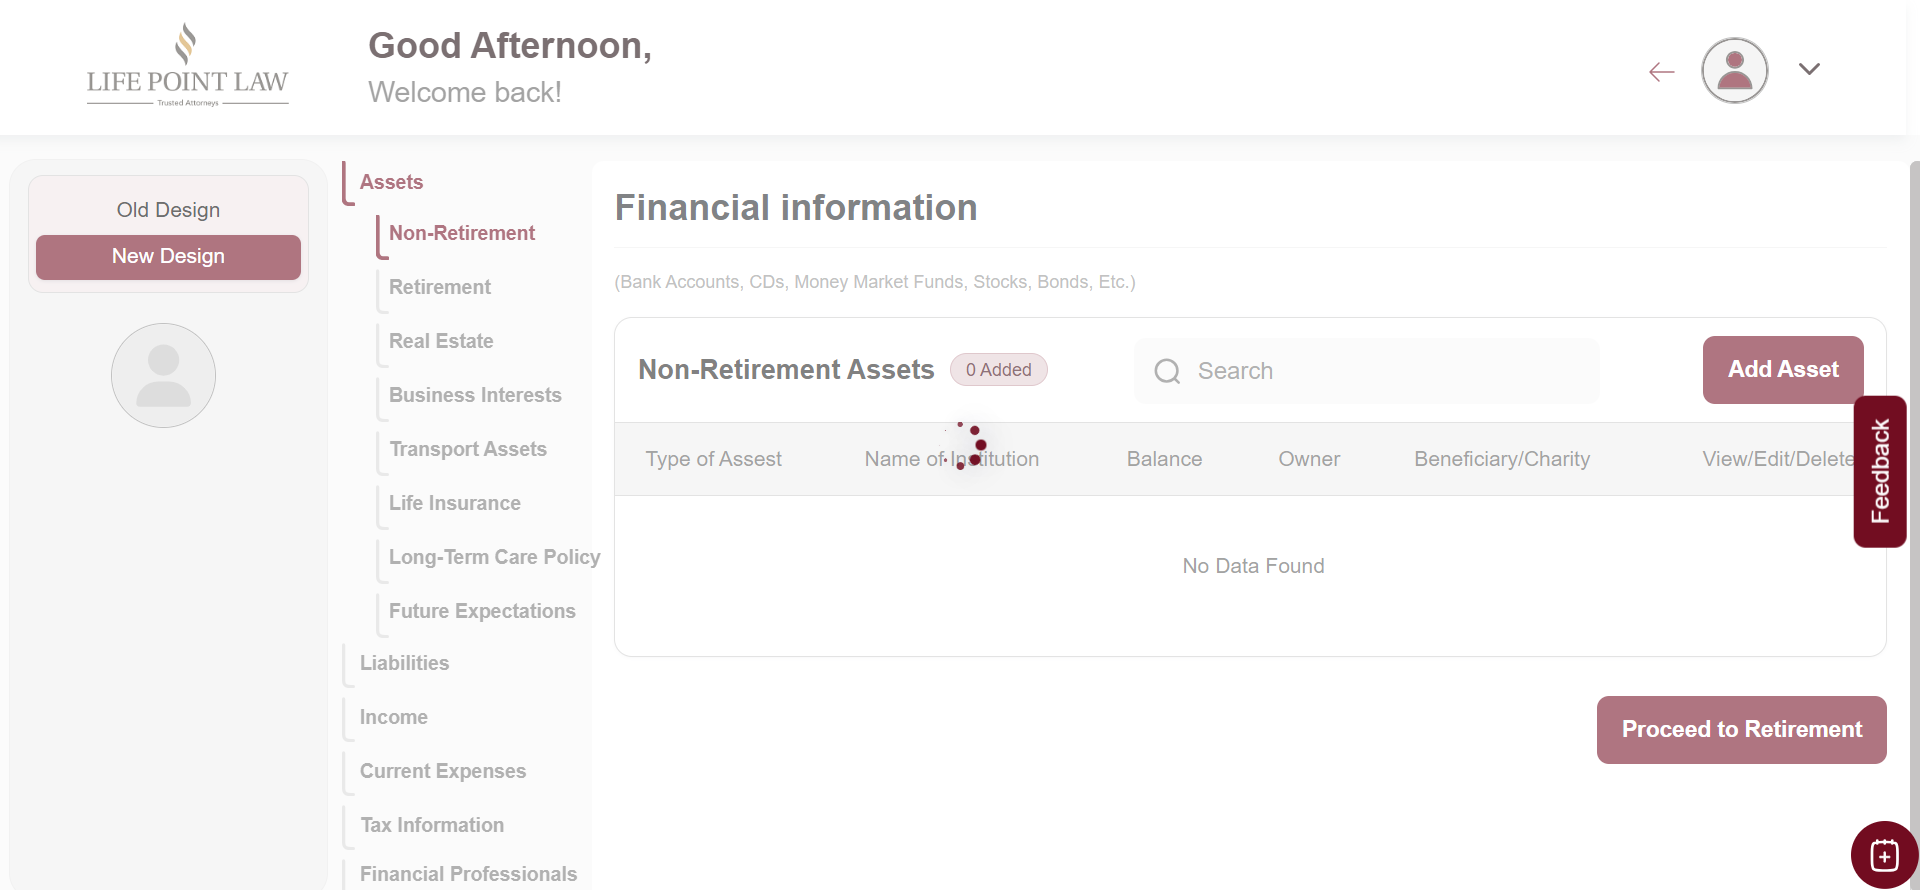 LIFE POINT LAW
Trusted Attorneys
Good Afternoon,
Welcome back!
Old Design
New Design
Assets
Non-Retirement
Retirement
Real Estate
Business Interests
Transport Assets
Life Insurance
Long-Term Care Policy
Future Expectations
Liabilities
Income
Current Expenses
Tax Information
Financial Professionals
Financial information
(Bank Accounts, CDs, Money Market Funds, Stocks, Bonds, Etc.)
Non-Retirement Assets 0 Added Search Add Asset
Type of Assest Name of Institution Balance Owner Beneficiary/Charity View/Edit/Delete
No Data Found
Proceed to Retirement
Feedback